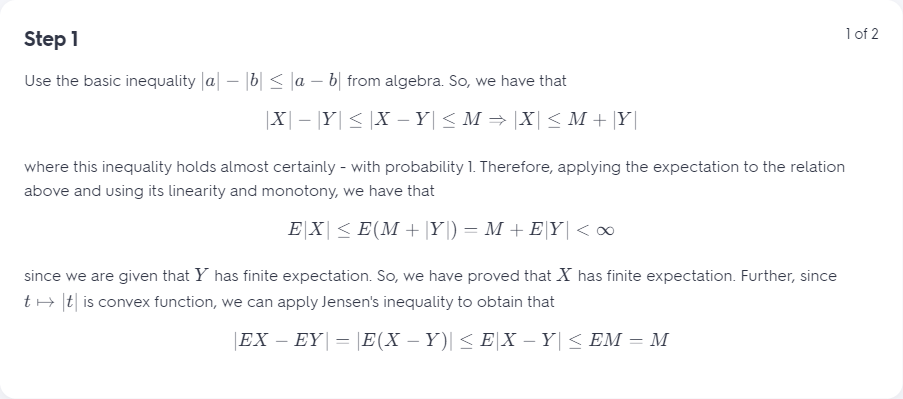 Step 1
1 of 2
Use the basic inequality |a| − |b| ≤ |a − b| from algebra. So, we have that
|X| − |Y| ≤ |X − Y| ≤ M ⇒ |X| ≤ M + |Y|
where this inequality holds almost certainly - with probability 1. Therefore, applying the expectation to the relation
above and using its linearity and monotony, we have that
E|X| ≤ E(M + |Y|) = M + E|Y| < ∞
since we are given that Y has finite expectation. So, we have proved that X has finite expectation. Further, since
t ↦ |t| is convex function, we can apply Jensen's inequality to obtain that
|EX − EY| = |E(X − Y)| ≤ E|X − Y| ≤ EM = M